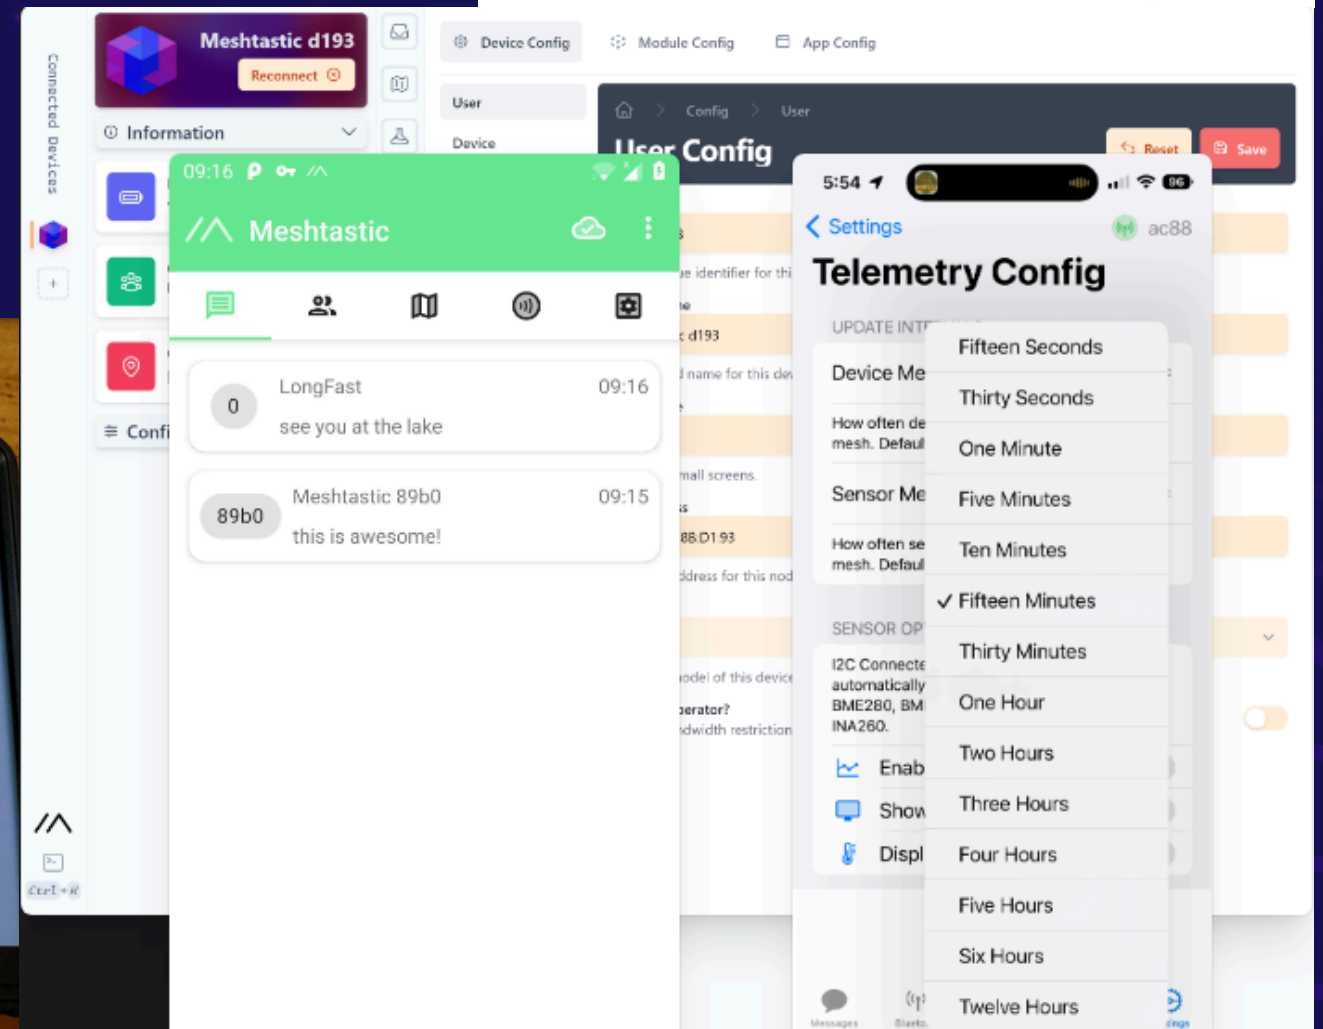 Connected Devices
Meshtastic d193
Reconnect
Information
Confi
Ctrl + K
Device Config
Module Config
App Config
User
Device
Config
User
User Config
Reset
Save
ue identifier for thi
c d193
d name for this dev
mall screens.
88:D1:93
ddress for this nod
odel of this device
perator?
ndwidth restriction
09:16
Meshtastic
0
LongFast
09:16
see you at the lake
89b0
Meshtastic 89b0
09:15
this is awesome!
5:54
96
Settings
ac88
Telemetry Config
UPDATE INT
Device Me
How often de
mesh. Defaul
Sensor Me
How often se
mesh. Defaul
SENSOR OP
I2C Connecte
automatically
BME280, BM
INA260.
Enab
Show
Displ
Fifteen Seconds
Thirty Seconds
One Minute
Five Minutes
Ten Minutes
Fifteen Minutes
Thirty Minutes
One Hour
Two Hours
Three Hours
Four Hours
Five Hours
Six Hours
Twelve Hours
Messages